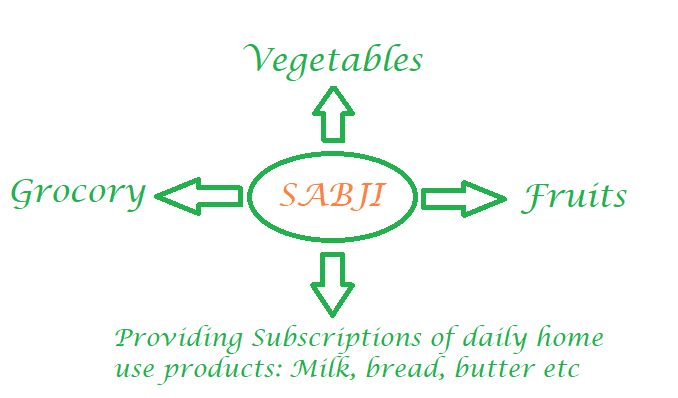 Vegetables
Grocory
SABJI
Fruits
Providing Subscriptions of daily home
use products: Milk, bread, butter etc